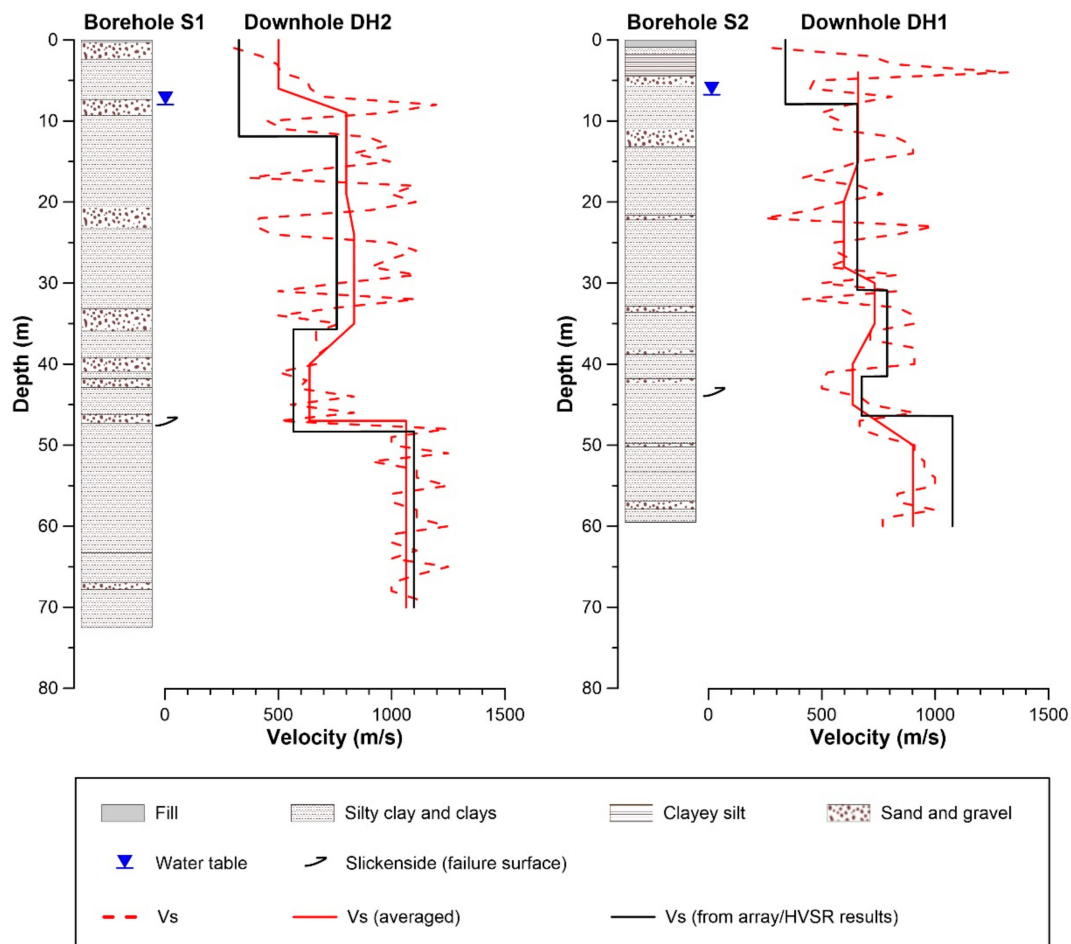 Borehole S1 Downhole DH2
0
10
20
30
40
50
60
70
80
Depth (m)
0 500 1000 1500
Velocity (m/s)
Borehole S2 Downhole DH1
0
10
20
30
40
50
60
70
80
Depth (m)
0 500 1000 1500
Velocity (m/s)
Fill Silty clay and clays Clayey silt Sand and gravel
Water table Slickenside (failure surface)
Vs Vs (averaged) Vs (from array/HVSR results)